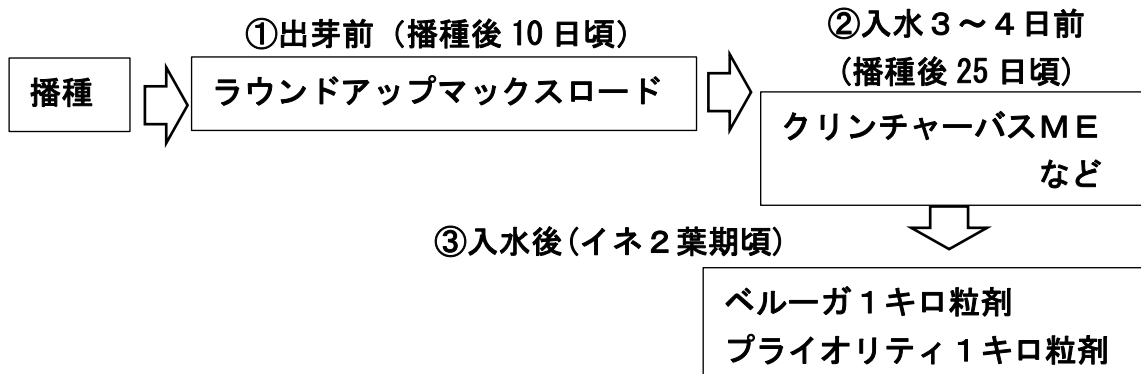 ①出芽前（播種後 10 日頃）
播種
ラウンドアップマックスロード
②入水３～４日前
(播種後 25 日頃)
クリンチャーバスＭＥ
など
③入水後(イネ２葉期頃)
ベルーガ１キロ粒剤
プライオリティ１キロ粒剤